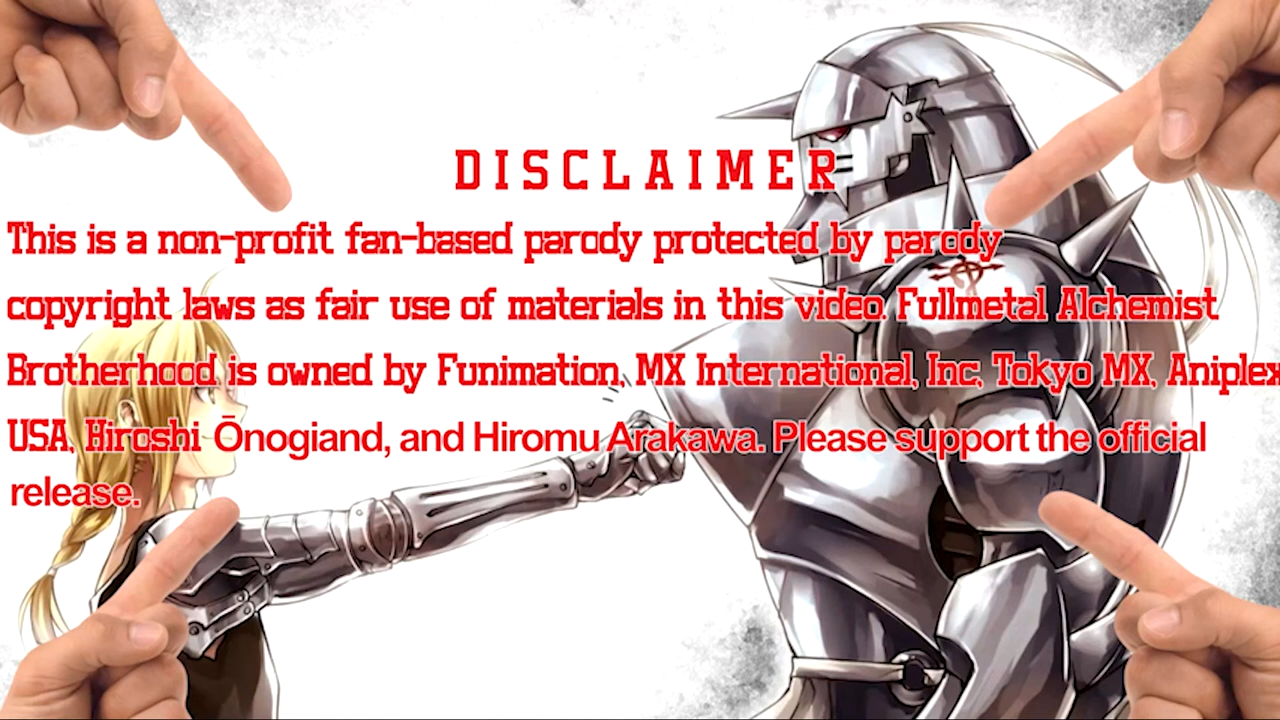 DISCLAIMER
This is a non-profit fan-based parody protected by parody
copyright laws as fair use of materials in this video. Fullmetal Alchemist
Brotherhood is owned by Funimation, MX International, Inc, Tokyo MX, Aniplex
USA, Hiroshi Ōnogiand, and Hiromu Arakawa. Please support the official
release.